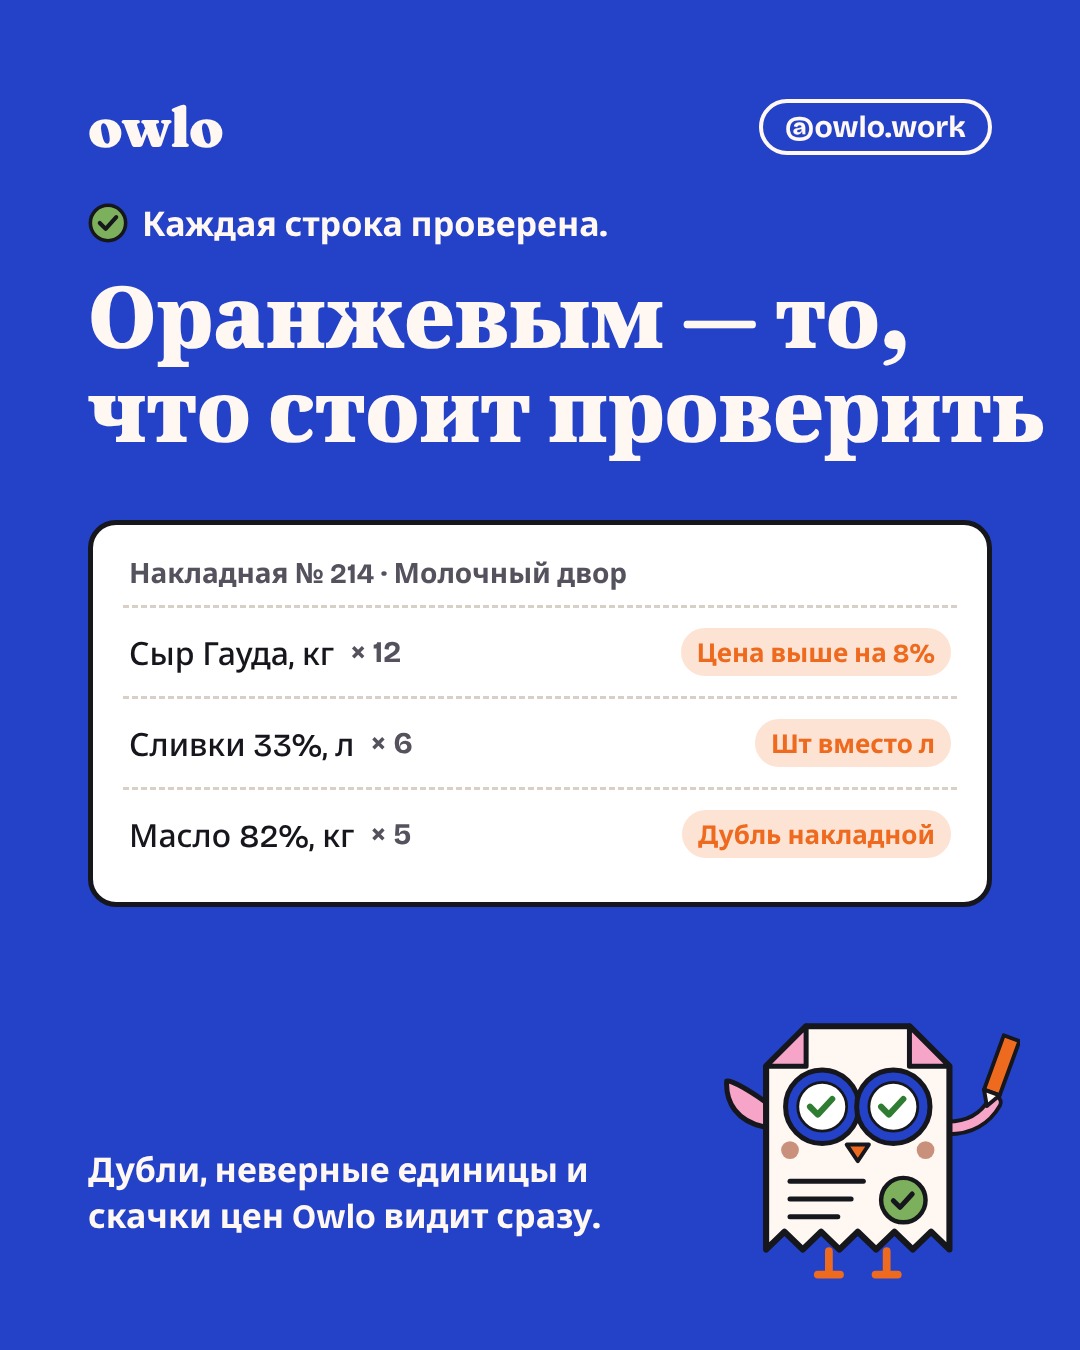 owlo
@owlo.work
Каждая строка проверена.
Оранжевым — то,
что стоит проверить
Накладная № 214 · Молочный двор
Сыр Гауда, кг × 12 Цена выше на 8%
Сливки 33%, л × 6 Шт вместо л
Масло 82%, кг × 5 Дубль накладной
Дубли, неверные единицы и
скачки цен Owlo видит сразу.